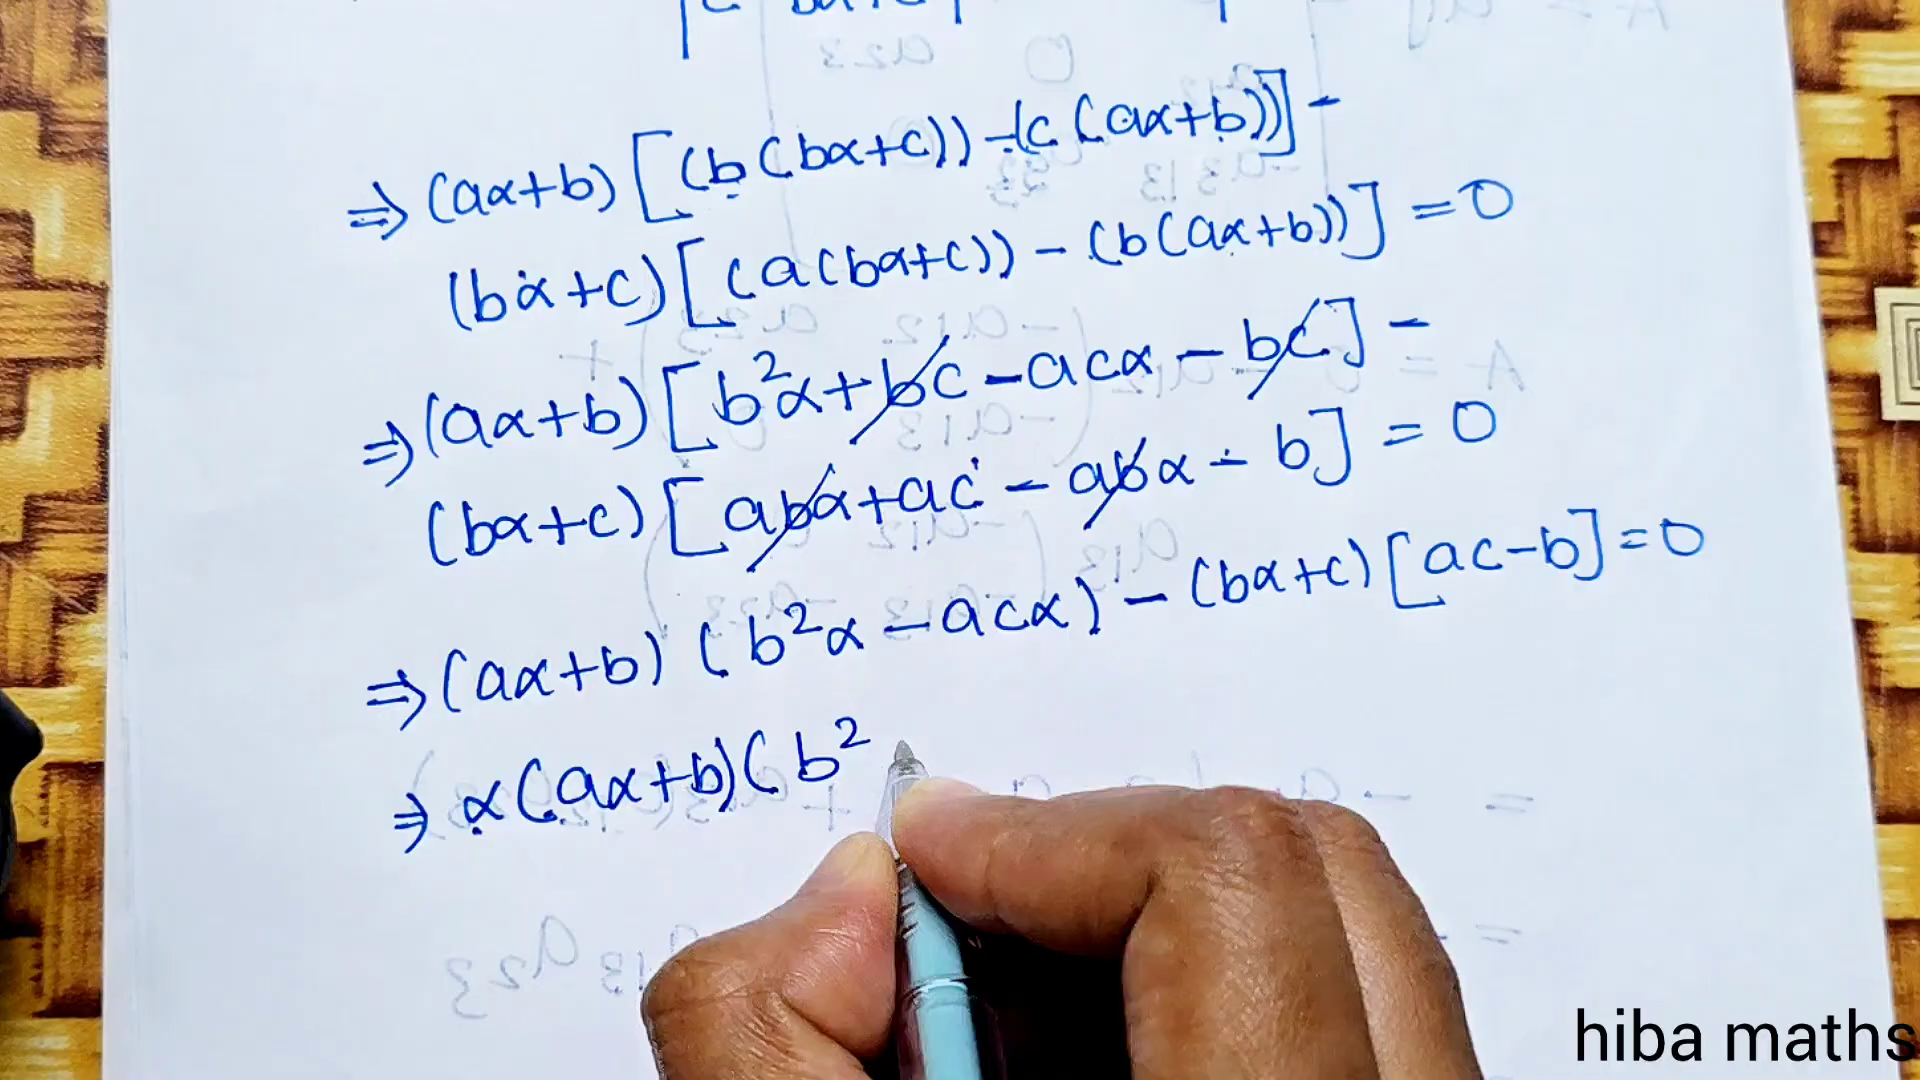 ⇒ (aα+b) [(b(bα+c)) - (c(aα+b))] -
(bα+c) [(a(bα+c)) - (b(aα+b))] = 0
⇒ (aα+b) [b²α + bc - acα - bc] -
(bα+c) [abα + ac - abα - b] = 0
⇒ (aα+b) (b²α - acα) - (bα+c) [ac-b] = 0
⇒ α(aα+b)(b²
hiba maths